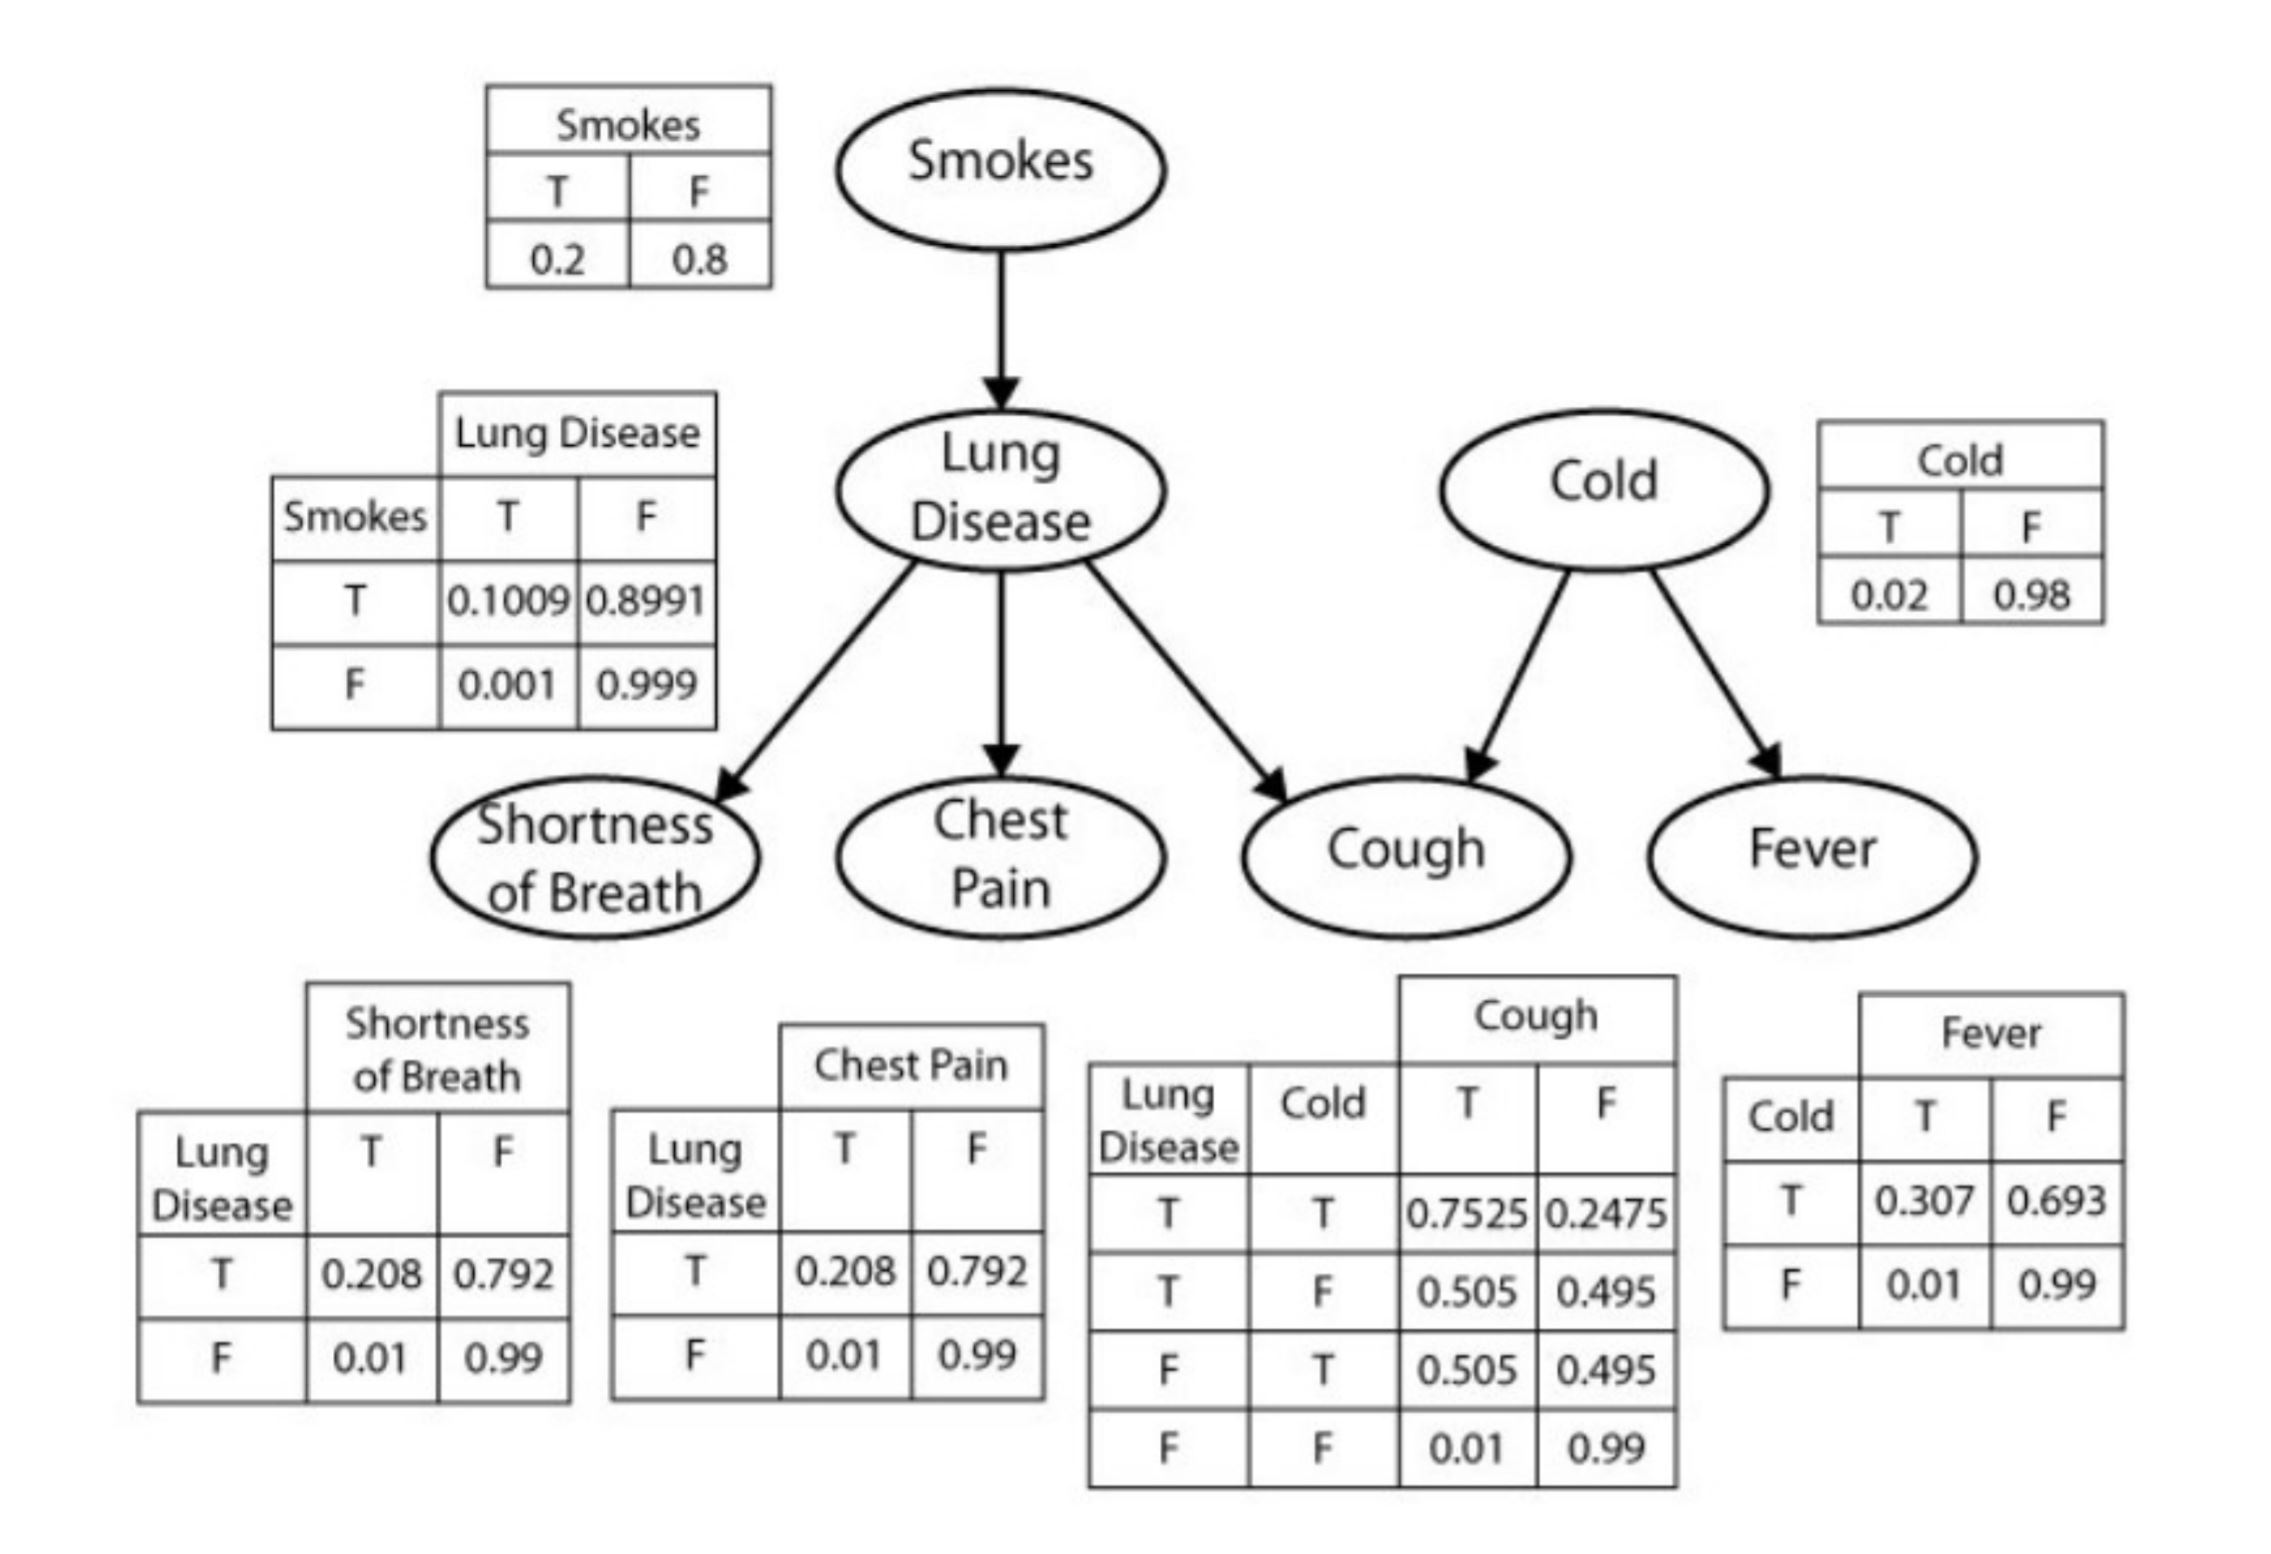 Smokes
T F
0.2 0.8
Smokes
Lung Disease
Smokes T F
T 0.1009 0.8991
F 0.001 0.999
Lung
Disease
Cold
Cold
T F
0.02 0.98
Shortness
of Breath
Chest
Pain
Cough
Fever
Shortness
of Breath
Lung
Disease
T F
T 0.208 0.792
F 0.01 0.99
Chest Pain
Lung
Disease
T F
T 0.208 0.792
F 0.01 0.99
Cough
Lung
Disease
Cold T F
T T 0.7525 0.2475
T F 0.505 0.495
F T 0.505 0.495
F F 0.01 0.99
Fever
Cold T F
T 0.307 0.693
F 0.01 0.99